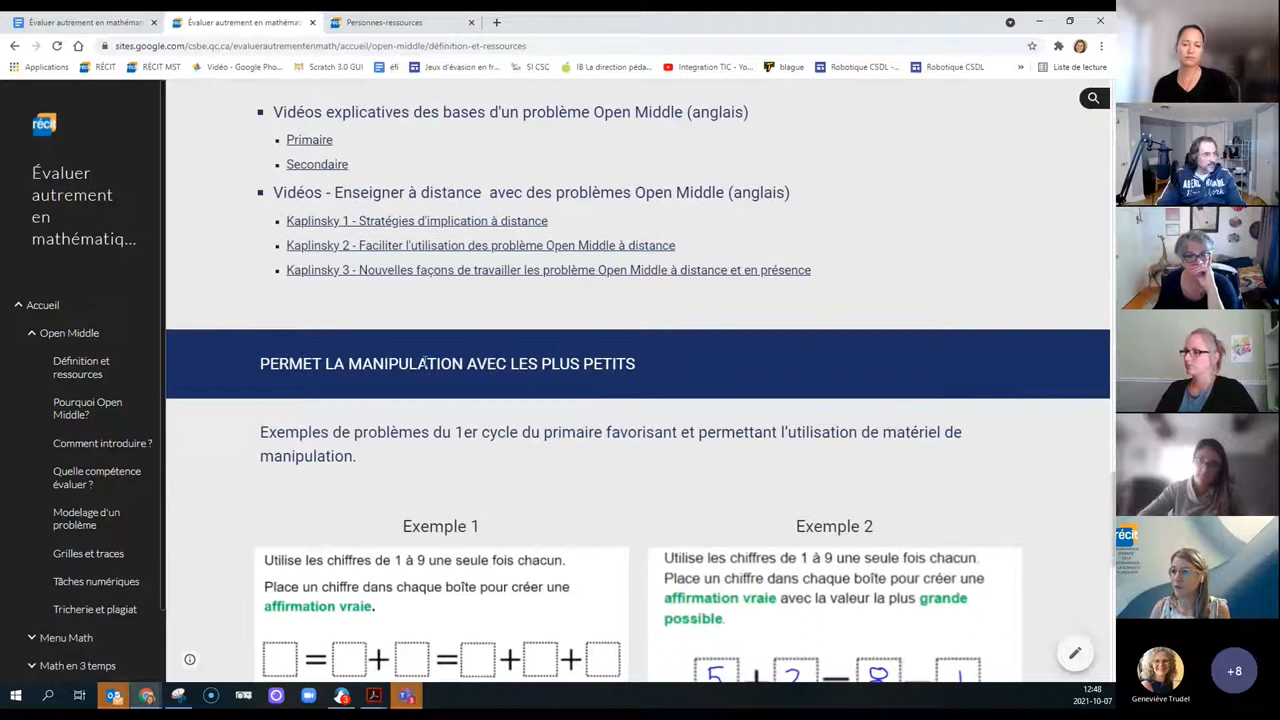 Évaluer autrement en mathémat
Évaluer autrement en mathémat
Personnes-ressources
sites.google.com/csbe.qc.ca/evaluerautrementenmath/accueil/open-middle/définition-et-ressources
Applications
RÉCIT
RÉCIT MST
Vidéo - Google Pho...
Scratch 3.0 GUI
éfi
Jeux d'évasion en fr...
SI CSC
IB La direction péda...
Integration TIC - Yo...
blague
Robotique CSDL -...
Robotique CSDL
»
Liste de lecture
récit
Évaluer
autrement
en
mathématiq...
Accueil
Open Middle
Définition et
ressources
Pourquoi Open
Middle?
Comment introduire ?
Quelle compétence
évaluer ?
Modelage d'un
problème
Grilles et traces
Tâches numériques
Tricherie et plagiat
Menu Math
Math en 3 temps
Vidéos explicatives des bases d'un problème Open Middle (anglais)
Primaire
Secondaire
Vidéos - Enseigner à distance avec des problèmes Open Middle (anglais)
Kaplinsky 1 - Stratégies d'implication à distance
Kaplinsky 2 - Faciliter l'utilisation des problème Open Middle à distance
Kaplinsky 3 - Nouvelles façons de travailler les problème Open Middle à distance et en présence
PERMET LA MANIPULATION AVEC LES PLUS PETITS
Exemples de problèmes du 1er cycle du primaire favorisant et permettant l'utilisation de matériel de
manipulation.
Exemple 1
Utilise les chiffres de 1 à 9 une seule fois chacun.
Place un chiffre dans chaque boîte pour créer une
affirmation vraie.
= + = + +
Exemple 2
Utilise les chiffres de 1 à 9 une seule fois chacun.
Place un chiffre dans chaque boîte pour créer une
affirmation vraie avec la valeur la plus grande
possible.
5 + 2 = 8 - 1
récit
Geneviève Trudel
+8
12:48
2021-10-07